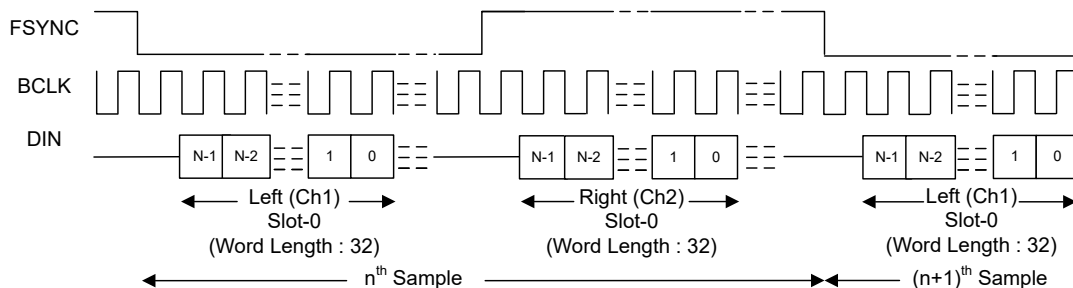 FSYNC
BCLK
DIN
N-1 N-2 1 0 N-1 N-2 1 0 N-1 N-2 1 0
Left (Ch1) Right (Ch2) Left (Ch1)
Slot-0 Slot-0 Slot-0
(Word Length : 32) (Word Length : 32) (Word Length : 32)
nth Sample (n+1)th Sample